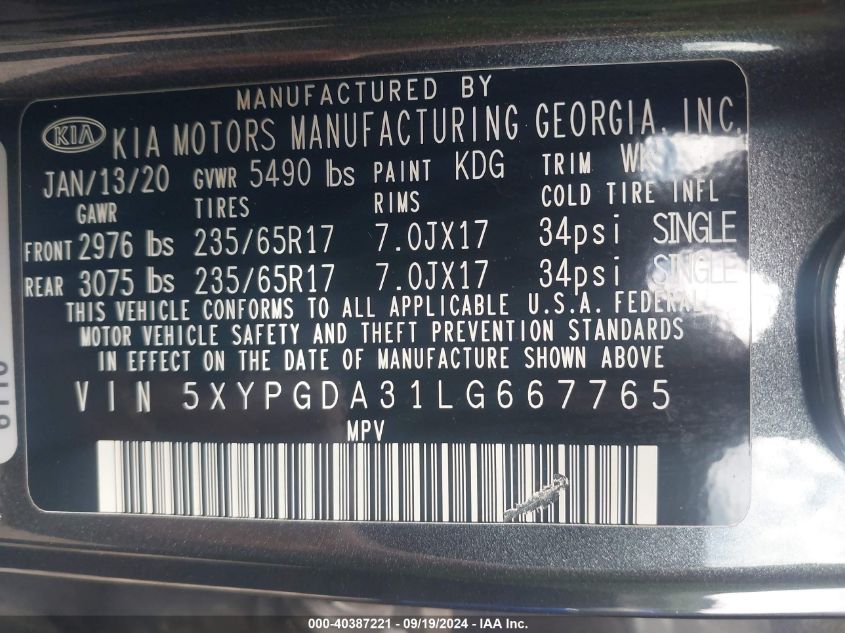 MANUFACTURED BY
KIA KIA MOTORS MANUFACTURING GEORGIA, INC.
JAN/13/20 GVWR 5490 lbs PAINT KDG TRIM WK
GAWR TIRES RIMS COLD TIRE INFL
FRONT 2976 lbs 235/65R17 7.0JX17 34psi SINGLE
REAR 3075 lbs 235/65R17 7.0JX17 34psi SINGLE
THIS VEHICLE CONFORMS TO ALL APPLICABLE U.S.A. FEDERAL
MOTOR VEHICLE SAFETY AND THEFT PREVENTION STANDARDS
IN EFFECT ON THE DATE OF MANUFACTURE SHOWN ABOVE
VIN 5XYPGDA31LG667765
MPV
000-40387221 - 09/19/2024 - IAA Inc.